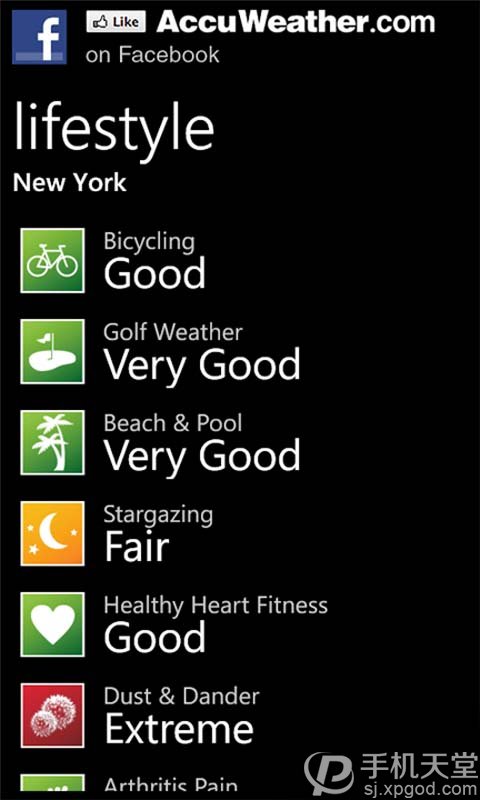 f
Like
AccuWeather.com
on Facebook
lifestyle
New York
Bicycling
Good
Golf Weather
Very Good
Beach & Pool
Very Good
Stargazing
Fair
Healthy Heart Fitness
Good
Dust & Dander
Extreme
Arthritis Pain
手机天堂
sj.xpgod.com